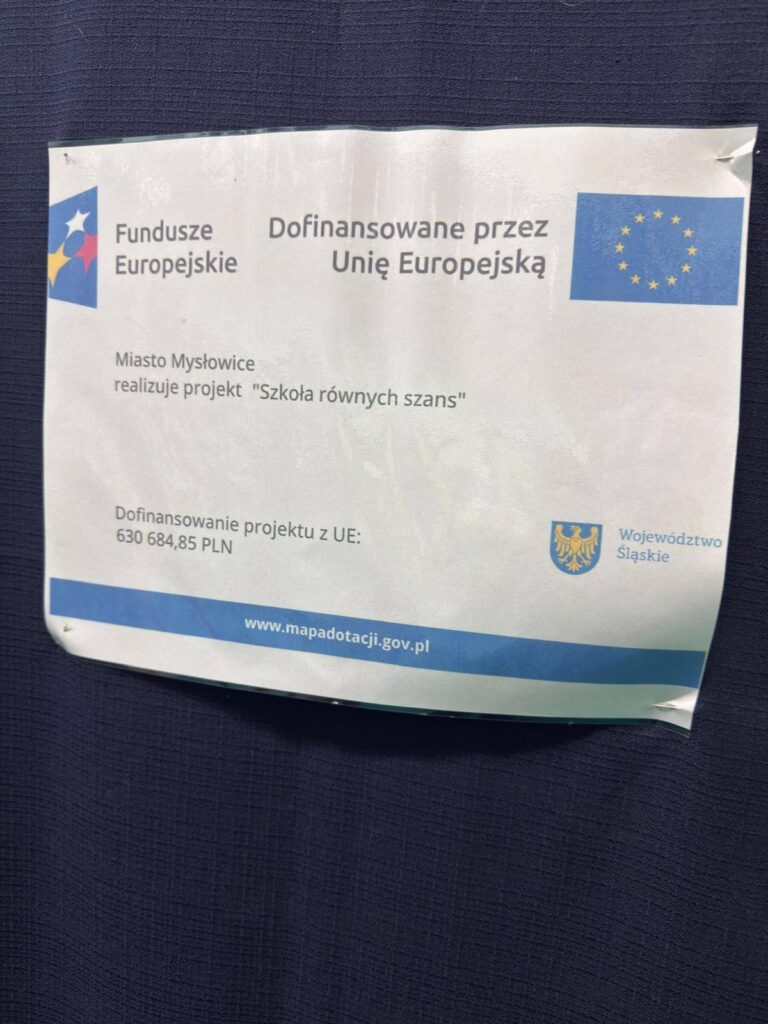 Fundusze
Europejskie
Dofinansowane przez
Unię Europejską
Miasto Mysłowice
realizuje projekt "Szkoła równych szans"
Dofinansowanie projektu z UE:
630 684,85 PLN
Województwo
Śląskie
www.mapadotacji.gov.pl